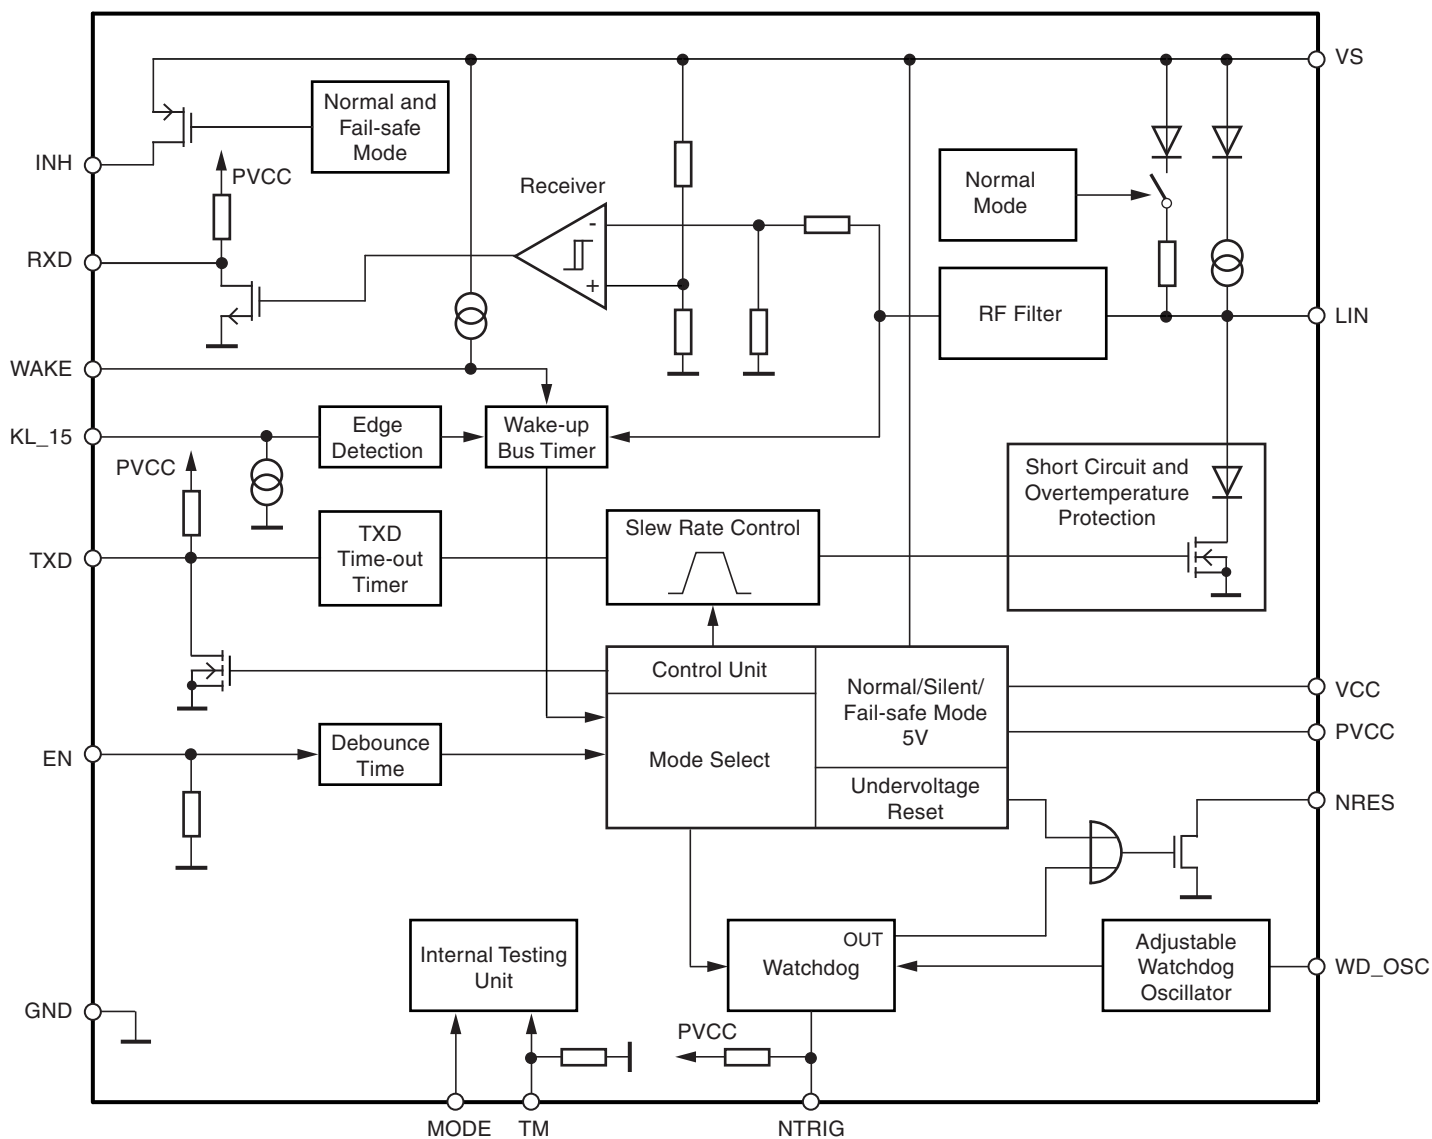 VS
Normal and
Fail-safe
Mode
INH
PVCC
Receiver
Normal
Mode
-
RXD
+
RF Filter
LIN
WAKE
KL_15
Edge
Detection
Wake-up
Bus Timer
PVCC
Short Circuit and
Overtemperature
Protection
TXD
TXD
Time-out
Timer
Slew Rate Control
Control Unit
Normal/Silent/
Fail-safe Mode
5V
VCC
PVCC
EN
Debounce
Time
Mode Select
Undervoltage
Reset
NRES
Internal Testing
Unit
OUT
Watchdog
Adjustable
Watchdog
Oscillator
WD_OSC
GND
PVCC
MODE
TM
NTRIG